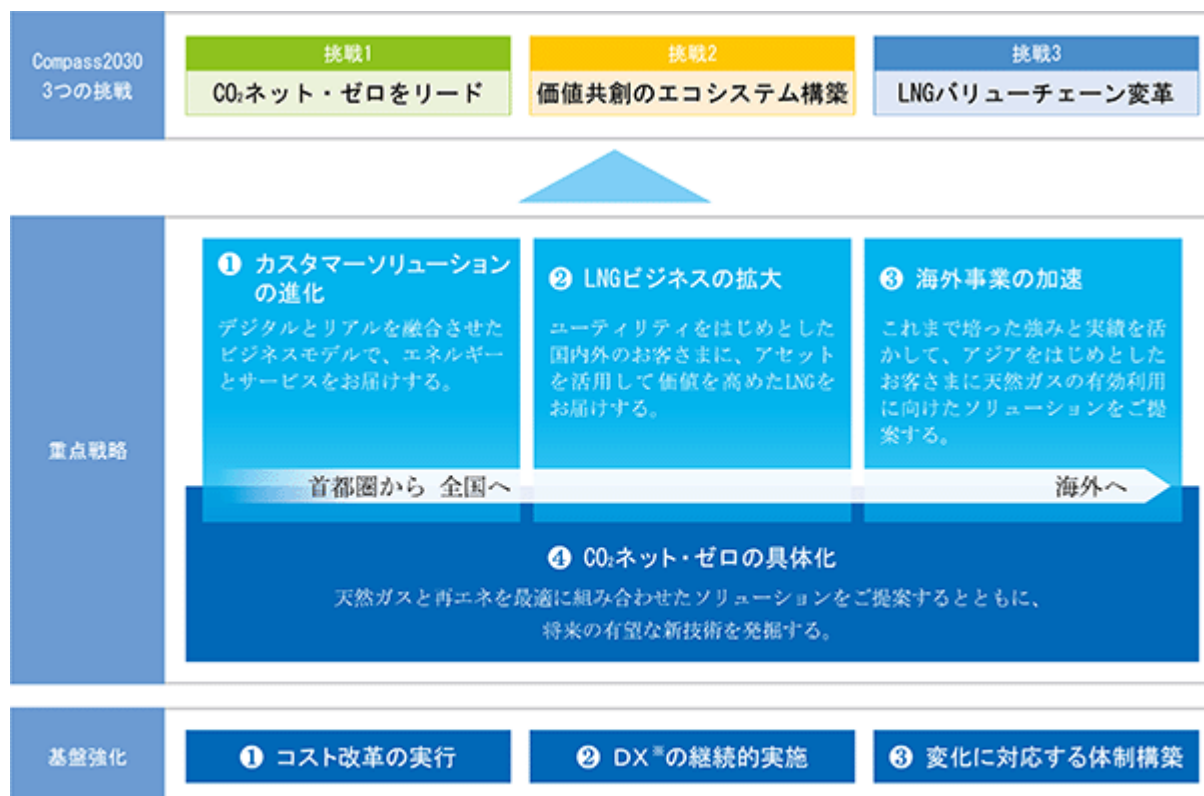 Compass2030
3つの挑戦
挑戦1
CO₂ネット・ゼロをリード
挑戦2
価値共創のエコシステム構築
挑戦3
LNGバリューチェーン変革
重点戦略
❶ カスタマーソリューション
の進化
デジタルとリアルを融合させた
ビジネスモデルで、エネルギー
とサービスをお届けする。
❷ LNGビジネスの拡大
ユーティリティをはじめとした
国内外のお客さまに、アセット
を活用して価値を高めたLNGを
お届けする。
❸ 海外事業の加速
これまで培った強みと実績を活
かして、アジアをはじめとした
お客さまに天然ガスの有効利用
に向けたソリューションをご提
案する。
首都圏から 全国へ
海外へ
❹ CO₂ネット・ゼロの具体化
天然ガスと再エネを最適に組み合わせたソリューションをご提案するとともに、
将来の有望な新技術を発掘する。
基盤強化
❶ コスト改革の実行
❷ DX※の継続的実施
❸ 変化に対応する体制構築